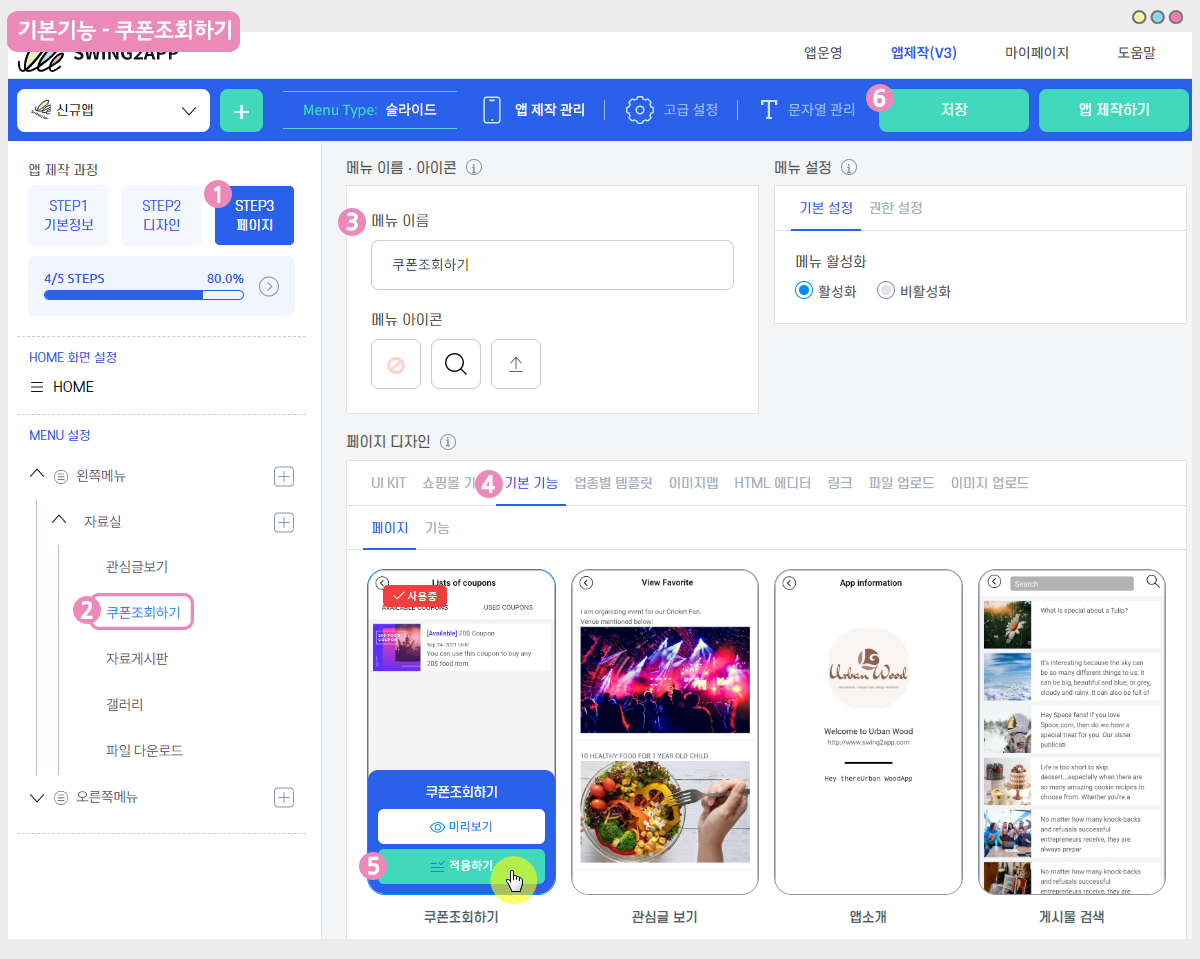 기본기능 - 쿠폰조회하기
SWING2APP
앱운영 앱제작(V3) 마이페이지 도움말
신규앱
+
Menu Type: 슬라이드
앱 제작 관리
고급 설정
문자열 관리
6
저장
앱 제작하기
앱 제작 과정
1
STEP1
기본정보
STEP2
디자인
STEP3
페이지
4/5 STEPS 80.0%
HOME 화면 설정
HOME
MENU 설정
왼쪽메뉴
자료실
관심글보기
2
쿠폰조회하기
자료게시판
갤러리
파일 다운로드
오른쪽메뉴
메뉴 이름 · 아이콘
3
메뉴 이름
쿠폰조회하기
메뉴 아이콘
메뉴 설정
기본 설정 권한 설정
메뉴 활성화
활성화 비활성화
페이지 디자인
UI KIT 쇼핑몰 기 4 기본 기능 업종별 템플릿 이미지맵 HTML 에디터 링크 파일 업로드 이미지 업로드
페이지 기능
Lists of coupons
사용중
AVAILABLE COUPONS USED COUPONS
20$ FOOD
COUPON
[Available] 20$ Coupon
Sep 24, 2021 Until
You can use this coupon to buy any
20$ food item.
쿠폰조회하기
미리보기
5
적용하기
쿠폰조회하기
View Favorite
I am organizing event for our Cricket Fan.
Venue mentioned below:
10 HEALTHY FOOD FOR 1 YEAR OLD CHILD.
관심글 보기
App information
Urban Wood
Welcome to Urban Wood
http://www.swing2app.com
Hey thereUrban WoodApp
앱소개
Search
What is special about a Tulip?
It's interesting because the sky can
be so many different things to us: it
can be big, beautiful and blue, or grey,
cloudy and rainy. It can also be full of
Hey Space fans! If you love
Space.com, then do we have a
special treat for you. Our sister
publicati
Life is too short to skip
dessert...especially when there are
so many amazing cookie recipes to
choose from. Whether you're a
No matter how many knock-backs
and refusals successful
entrepreneurs receive, they are
always prepar
No matter how many knock-backs
and refusals successful
entrepreneurs receive, they are
게시물 검색